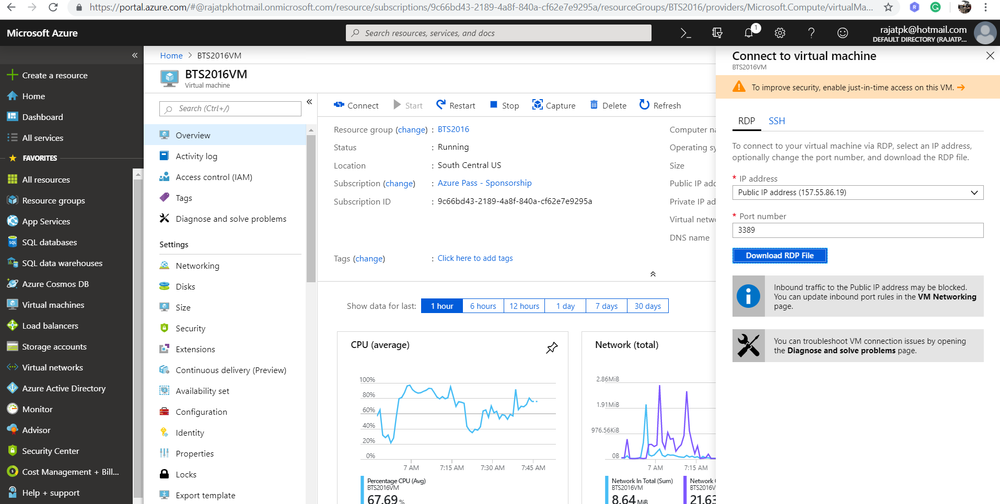 https://portal.azure.com/#@rajatpkhotmail.onmicrosoft.com/resource/subscriptions/9c66bd43-2189-4a8f-840a-cf62e7e9295a/resourceGroups/BTS2016/providers/Microsoft.Compute/virtualMa...
Microsoft Azure
Search resources, services, and docs
1
rajatpk@hotmail.com
DEFAULT DIRECTORY (RAJATP...
Create a resource
Home
Dashboard
All services
FAVORITES
All resources
Resource groups
App Services
SQL databases
SQL data warehouses
Azure Cosmos DB
Virtual machines
Load balancers
Storage accounts
Virtual networks
Azure Active Directory
Monitor
Advisor
Security Center
Cost Management + Bill...
Help + support
Home > BTS2016VM
BTS2016VM
Virtual machine
Search (Ctrl+/)
Overview
Activity log
Access control (IAM)
Tags
Diagnose and solve problems
Settings
Networking
Disks
Size
Security
Extensions
Continuous delivery (Preview)
Availability set
Configuration
Identity
Properties
Locks
Export template
Connect
Start
Restart
Stop
Capture
Delete
Refresh
Resource group (change) : BTS2016
Status : Running
Location : South Central US
Subscription (change) : Azure Pass - Sponsorship
Subscription ID : 9c66bd43-2189-4a8f-840a-cf62e7e9295a
Computer na
Operating sy
Size
Public IP add
Private IP ad
Virtual netwo
DNS name
Tags (change) : Click here to add tags
Show data for last: 1 hour 6 hours 12 hours 1 day 7 days 30 days
CPU (average)
100%
80%
60%
40%
20%
0%
7 AM 7:15 AM 7:30 AM 7:45 AM
Percentage CPU (Avg)
BTS2016VM
67.69 %
Network (total)
2.86MiB
1.91MiB
976.56KiB
0B
7 AM 7:15 AM
Network In Total (Sum)
BTS2016VM
8.64 MiB
Network
BTS2016V
21.63
Connect to virtual machine
BTS2016VM
To improve security, enable just-in-time access on this VM.
RDP SSH
To connect to your virtual machine via RDP, select an IP address,
optionally change the port number, and download the RDP file.
* IP address
Public IP address (157.55.86.19)
* Port number
3389
Download RDP File
Inbound traffic to the Public IP address may be blocked.
You can update inbound port rules in the VM Networking
page.
You can troubleshoot VM connection issues by opening
the Diagnose and solve problems page.